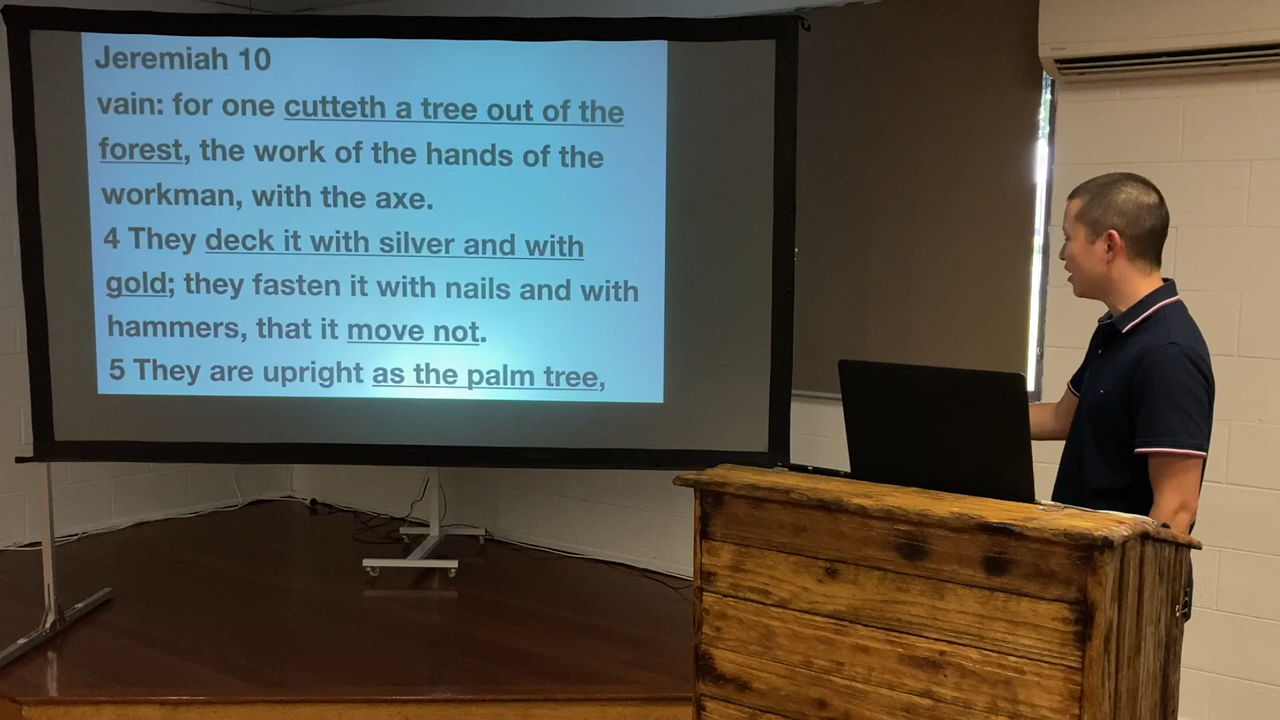 Jeremiah 10
vain: for one cutteth a tree out of the
forest, the work of the hands of the
workman, with the axe.
4 They deck it with silver and with
gold; they fasten it with nails and with
hammers, that it move not.
5 They are upright as the palm tree,